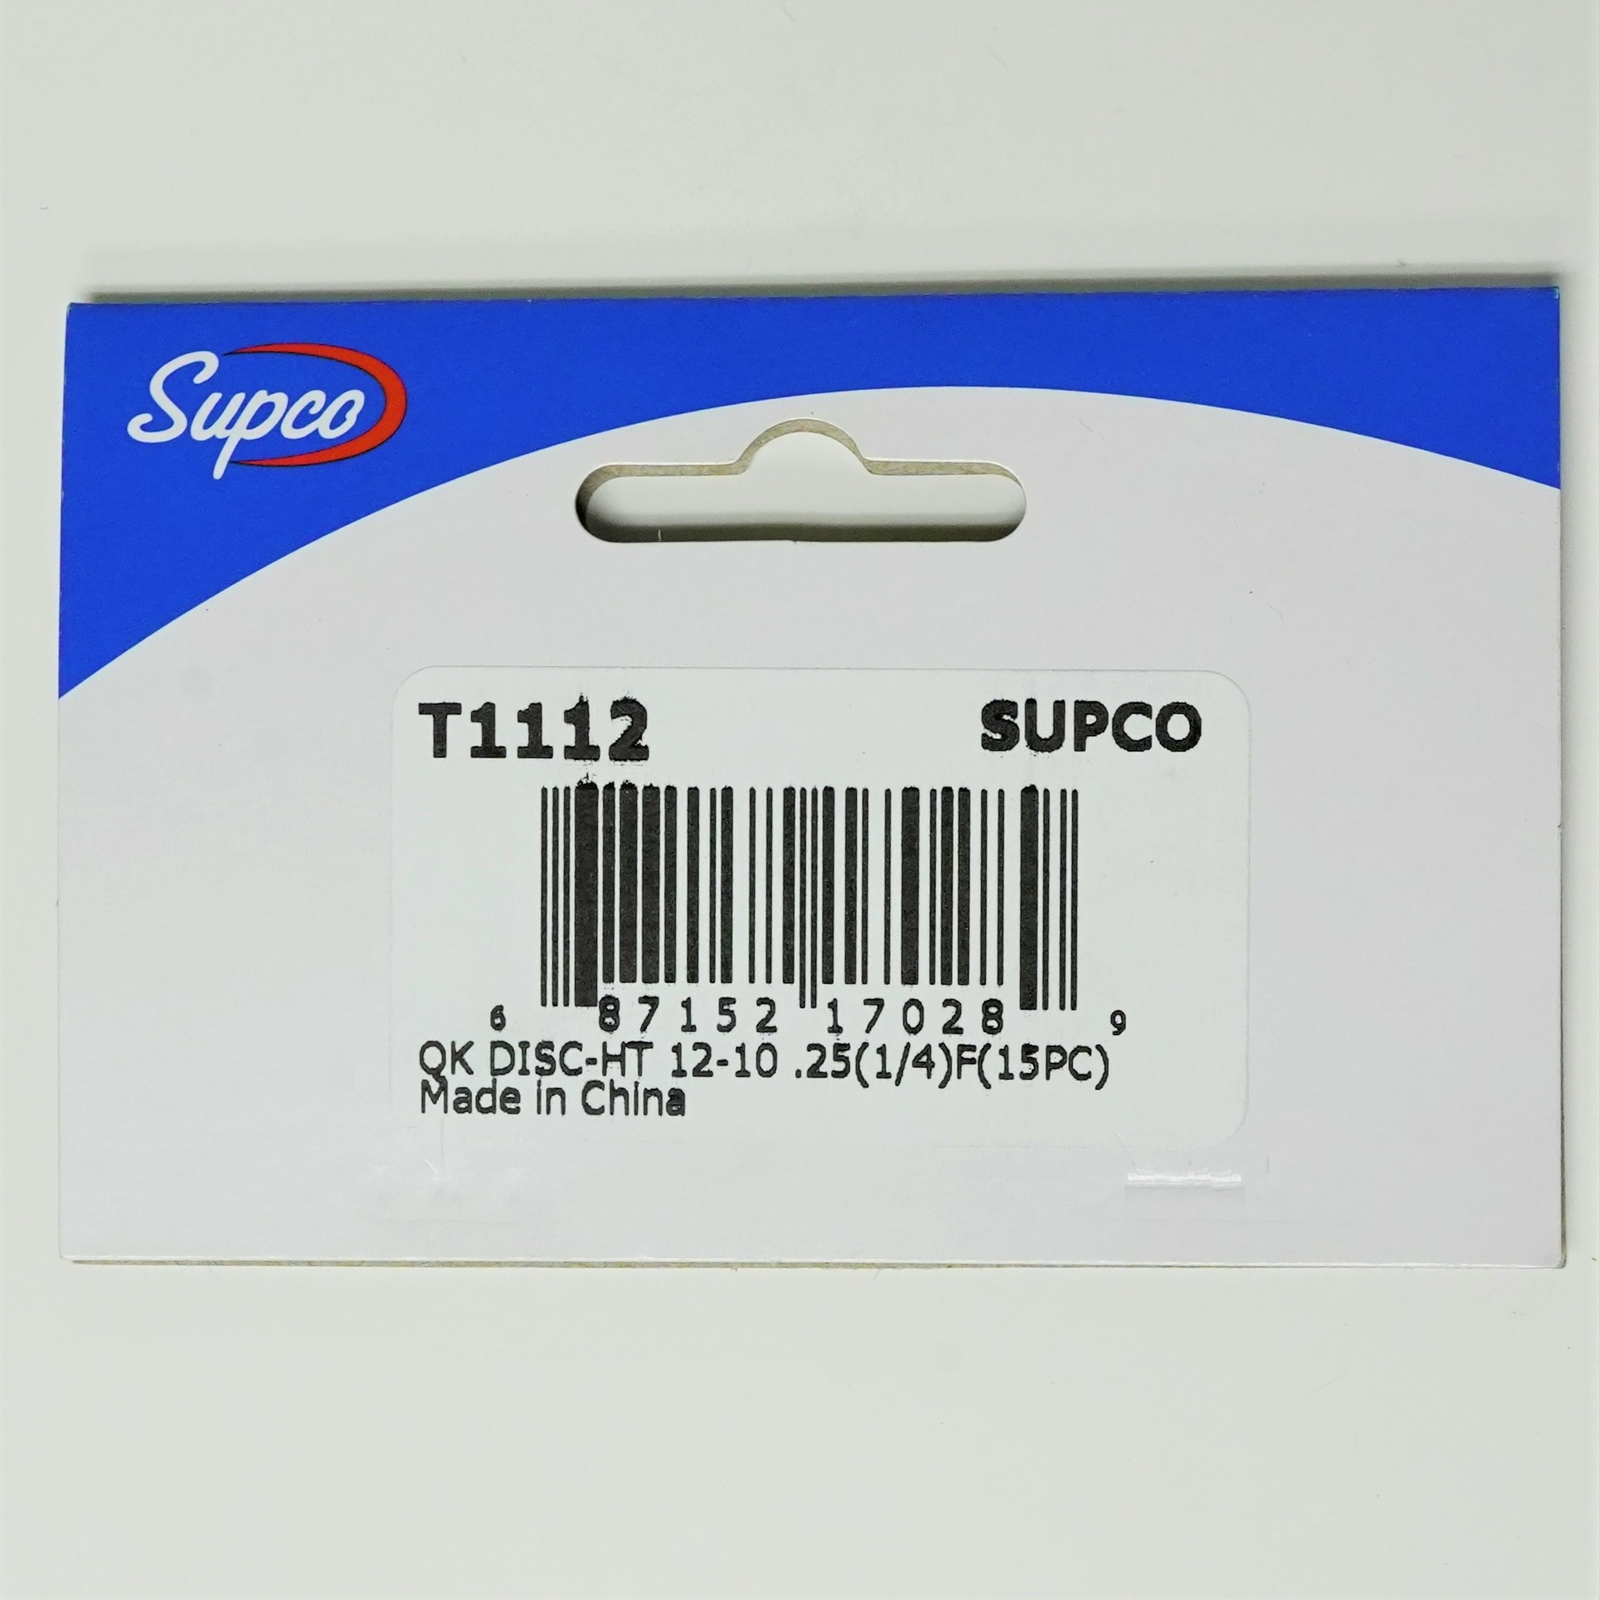 Supco
T1112 SUPCO
6 87152 17028 9
QK DISC-HT 12-10 .25(1/4)F(15PC)
Made in China